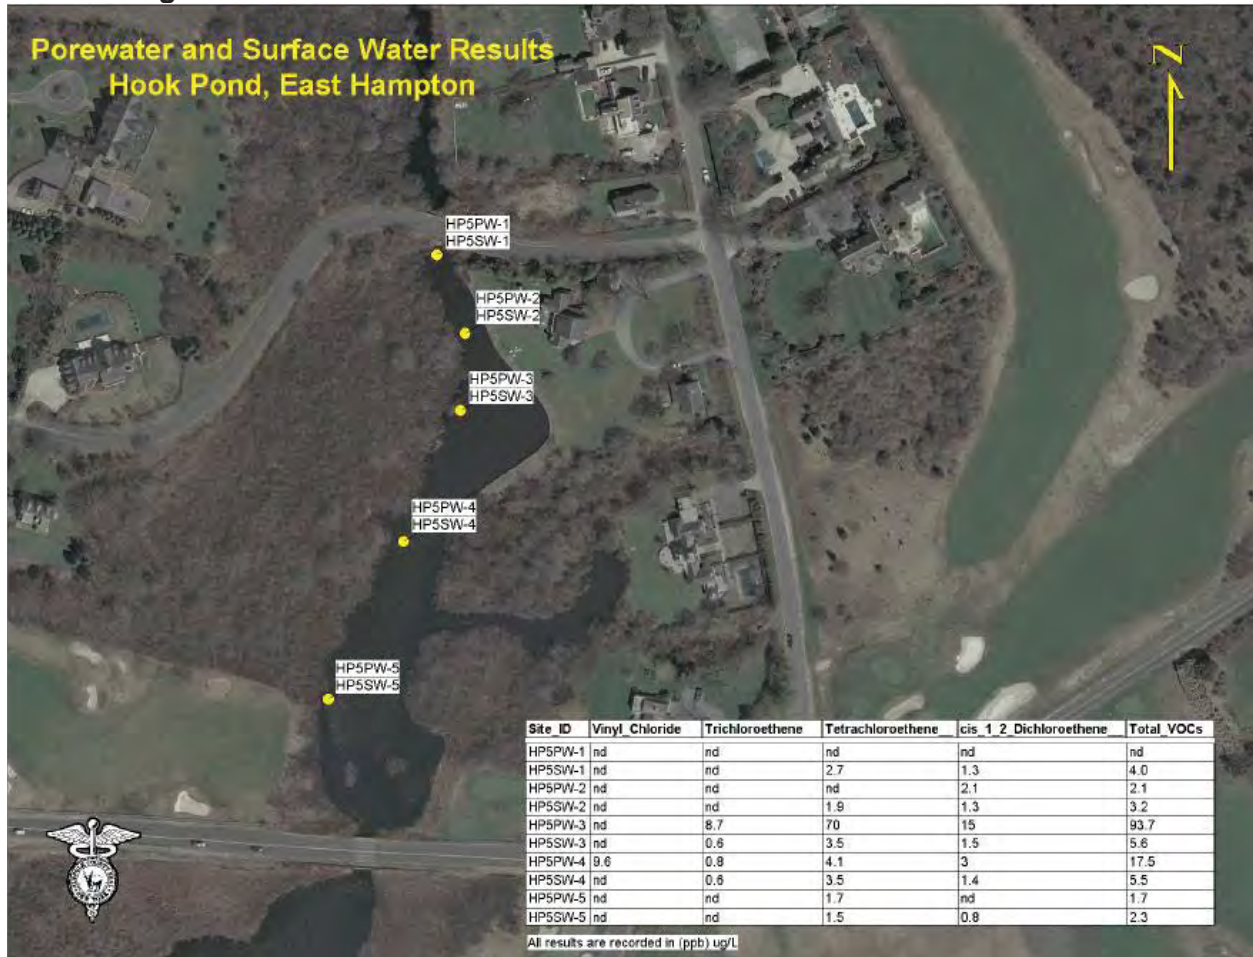 Porewater and Surface Water Results
Hook Pond, East Hampton
N
HP5PW-1
HP5SW-1
HP5PW-2
HP5SW-2
HP5PW-3
HP5SW-3
HP5PW-4
HP5SW-4
HP5PW-5
HP5SW-5
Site_ID Vinyl_Chloride Trichloroethene Tetrachloroethene_ cis_1_2_Dichloroethene_ Total_VOCs
HP5PW-1 nd nd nd nd nd
HP5SW-1 nd nd 2.7 1.3 4.0
HP5PW-2 nd nd nd 2.1 2.1
HP5SW-2 nd nd 1.9 1.3 3.2
HP5PW-3 nd 8.7 70 15 93.7
HP5SW-3 nd 0.6 3.5 1.5 5.6
HP5PW-4 9.6 0.8 4.1 3 17.5
HP5SW-4 nd 0.6 3.5 1.4 5.5
HP5PW-5 nd nd 1.7 nd 1.7
HP5SW-5 nd nd 1.5 0.8 2.3
All results are recorded in (ppb) ug/L